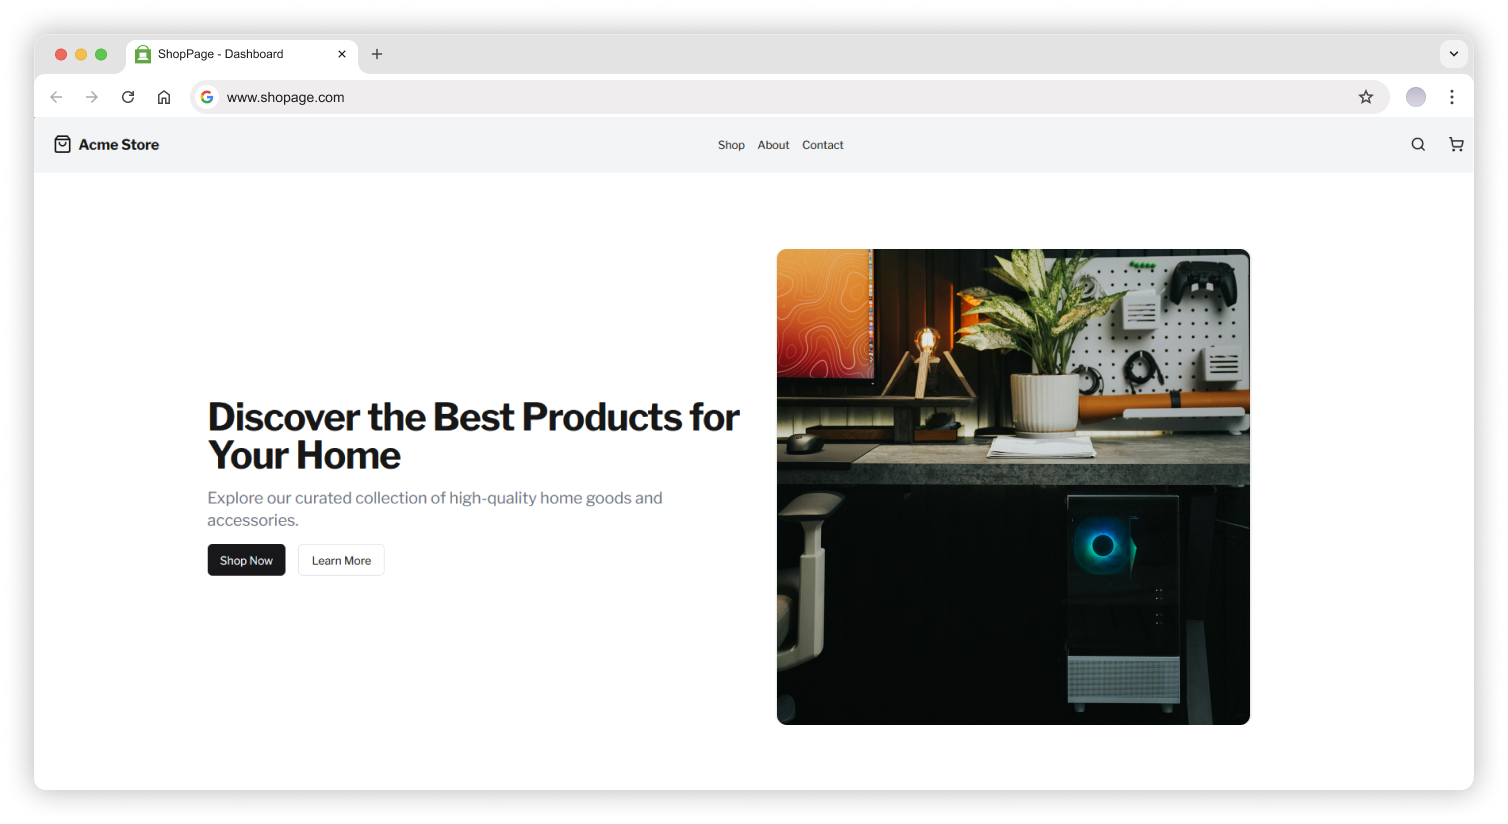 ShopPage - Dashboard
www.shopage.com
Acme Store
Shop About Contact
Discover the Best Products for
Your Home
Explore our curated collection of high-quality home goods and
accessories.
Shop Now
Learn More